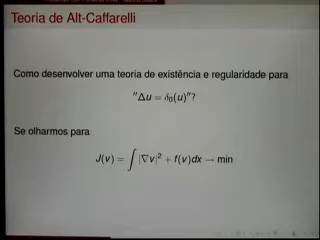 Teoria de Alt-Caffarelli
Como desenvolver uma teoria de existência e regularidade para
"Δu = δ₀(u)"?
Se olharmos para
J(v) = ∫ |∇v|² + f(v)dx → min